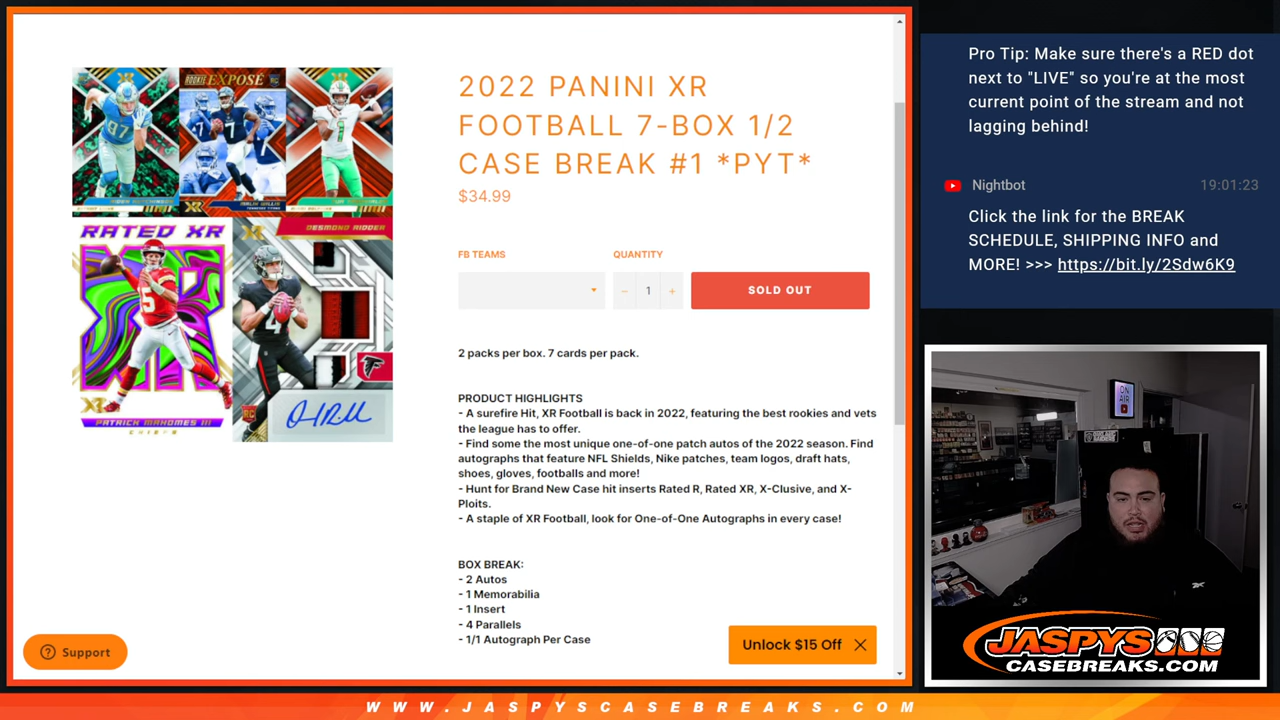 2022 PANINI XR
FOOTBALL 7-BOX 1/2
CASE BREAK #1 *PYT*
$34.99
FB TEAMS
QUANTITY
1
SOLD OUT
2 packs per box. 7 cards per pack.
PRODUCT HIGHLIGHTS
- A surefire Hit, XR Football is back in 2022, featuring the best rookies and vets
the league has to offer.
- Find some the most unique one-of-one patch autos of the 2022 season. Find
autographs that feature NFL Shields, Nike patches, team logos, draft hats,
shoes, gloves, footballs and more!
- Hunt for Brand New Case hit inserts Rated R, Rated XR, X-Clusive, and X-
Ploits.
- A staple of XR Football, look for One-of-One Autographs in every case!
BOX BREAK:
- 2 Autos
- 1 Memorabilia
- 1 Insert
- 4 Parallels
- 1/1 Autograph Per Case
Support
Unlock $15 Off
ROOKIE EXPOSÉ
RATED XR
DESMOND RIDDER
PATRICK MAHOMES II
CHIEFS
XR
RC
Pro Tip: Make sure there's a RED dot
next to "LIVE" so you're at the most
current point of the stream and not
lagging behind!
Nightbot
19:01:23
Click the link for the BREAK
SCHEDULE, SHIPPING INFO and
MORE! >>> https://bit.ly/2Sdw6K9
ON
AIR
JASPYS
CASEBREAKS.COM
WWW.JASPYSCASEBREAKS.COM